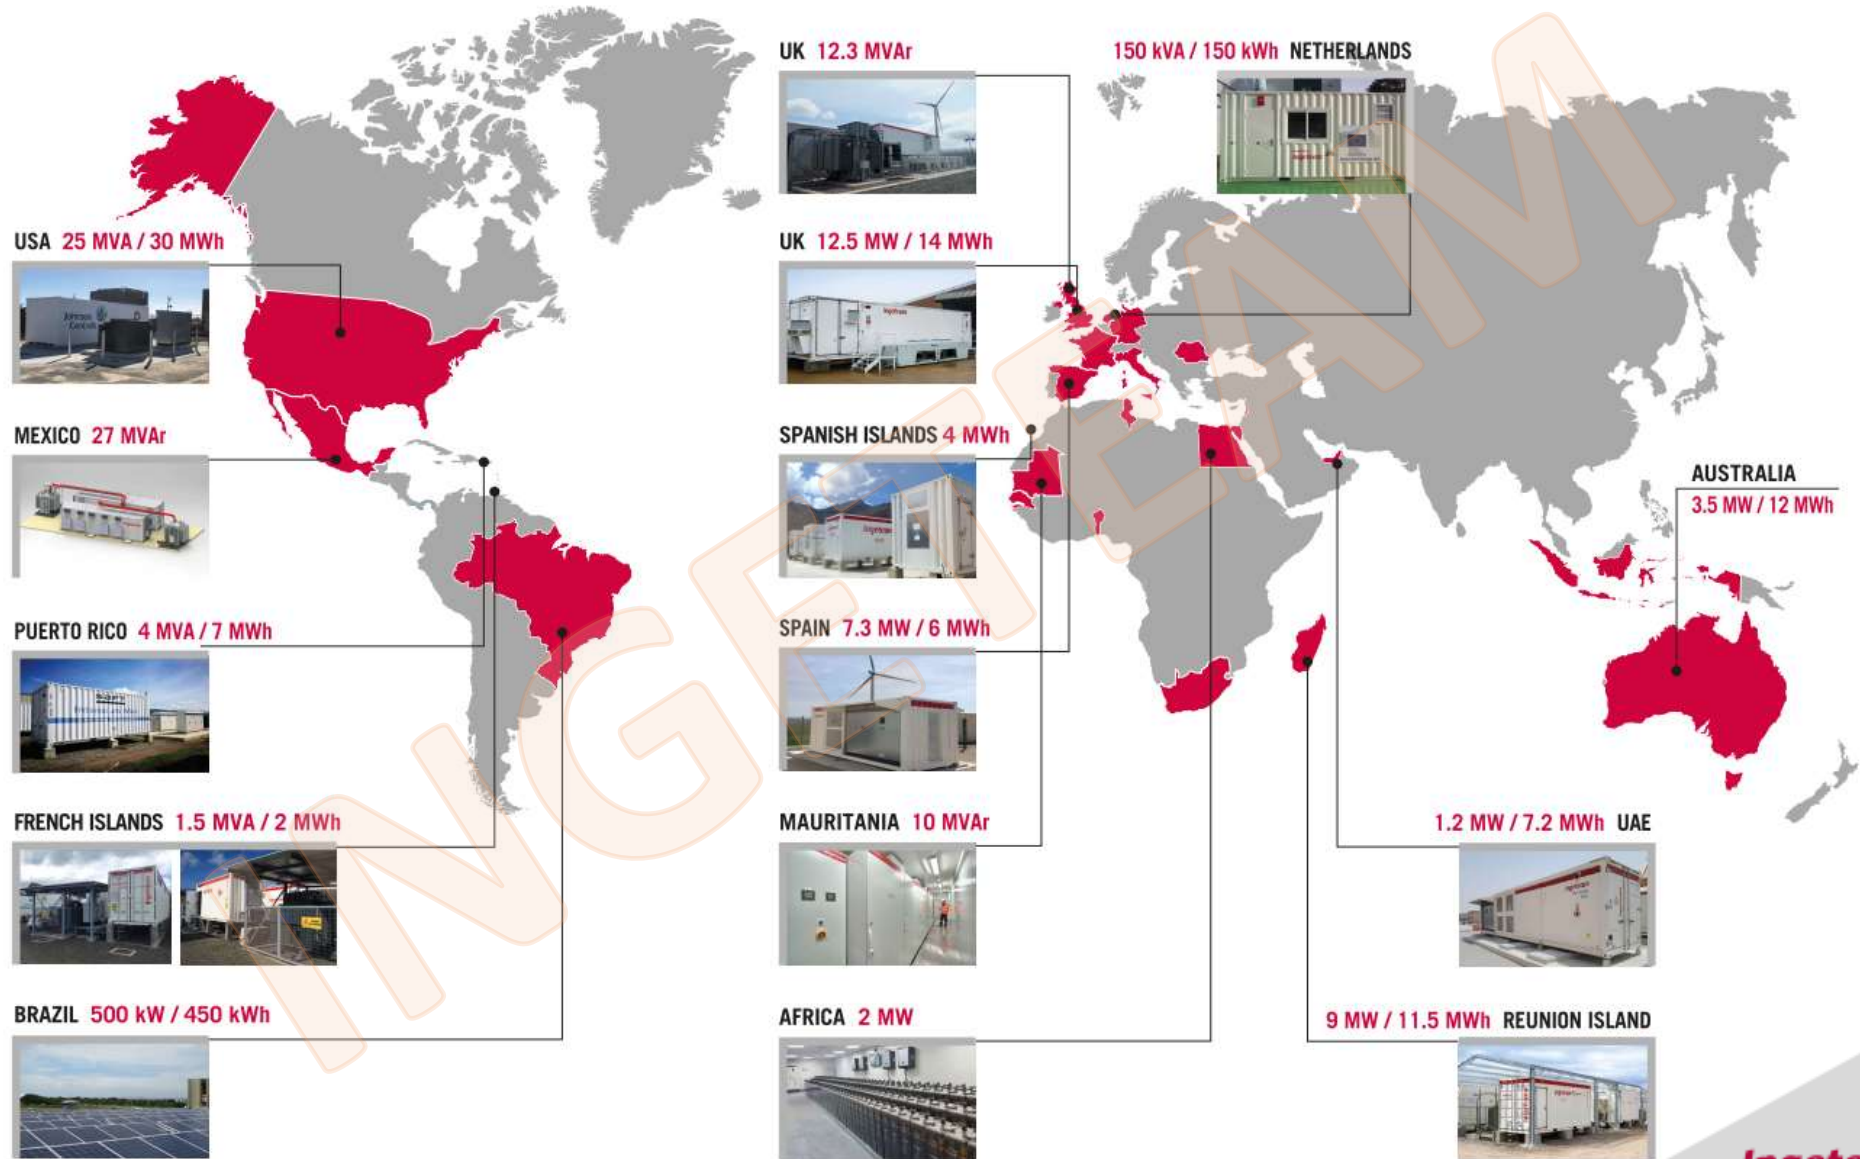 UK 12.3 MVAr
150 kVA / 150 kWh NETHERLANDS
USA 25 MVA / 30 MWh
UK 12.5 MW / 14 MWh
MEXICO 27 MVAr
SPANISH ISLANDS 4 MWh
AUSTRALIA
3.5 MW / 12 MWh
PUERTO RICO 4 MVA / 7 MWh
SPAIN 7.3 MW / 6 MWh
FRENCH ISLANDS 1.5 MVA / 2 MWh
MAURITANIA 10 MVAr
1.2 MW / 7.2 MWh UAE
BRAZIL 500 kW / 450 kWh
AFRICA 2 MW
9 MW / 11.5 MWh REUNION ISLAND
INGETEAM
Johnson
Controls